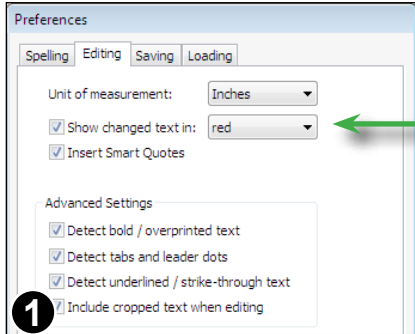 Preferences
Spelling Editing Saving Loading
Unit of measurement: Inches
Show changed text in: red
Insert Smart Quotes
Advanced Settings
Detect bold / overprinted text
Detect tabs and leader dots
Detect underlined / strike-through text
1 Include cropped text when editing